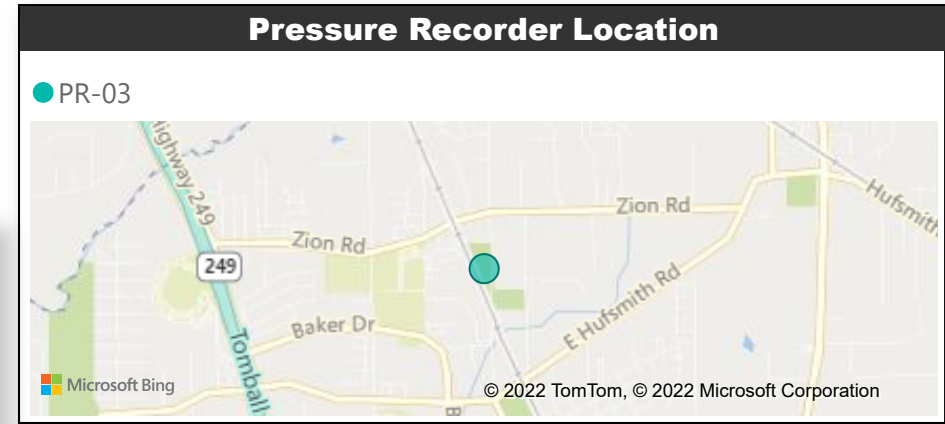 Pressure Recorder Location
PR-03
Highway 249
Zion Rd
Hufsmith
Zion Rd
249
E Hufsmith Rd
Baker Dr
Tomball
Microsoft Bing
© 2022 TomTom, © 2022 Microsoft Corporation